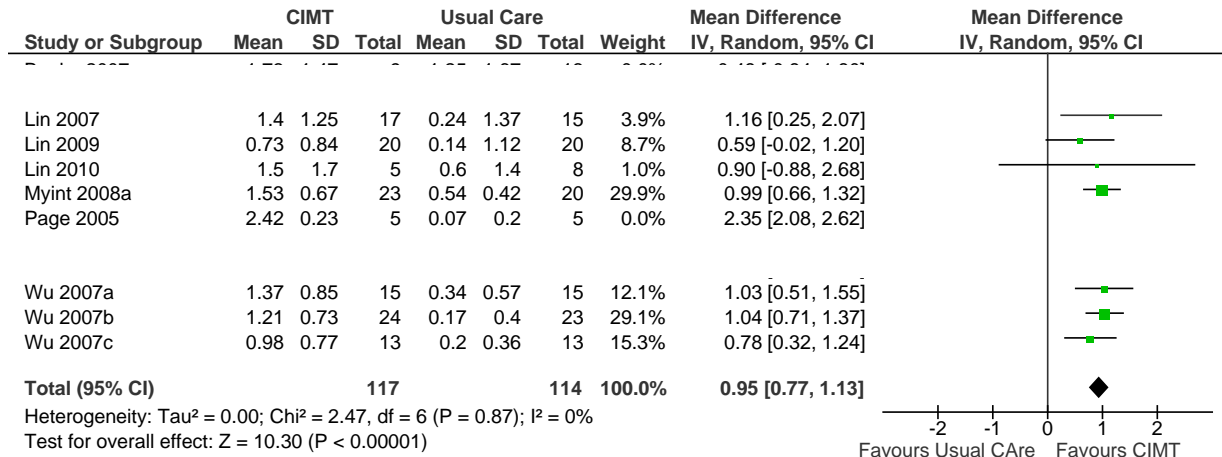 CIMT Usual Care Mean Difference Mean Difference
Study or Subgroup Mean SD Total Mean SD Total Weight IV, Random, 95% CI IV, Random, 95% CI
Lin 2007 1.4 1.25 17 0.24 1.37 15 3.9% 1.16 [0.25, 2.07]
Lin 2009 0.73 0.84 20 0.14 1.12 20 8.7% 0.59 [-0.02, 1.20]
Lin 2010 1.5 1.7 5 0.6 1.4 8 1.0% 0.90 [-0.88, 2.68]
Myint 2008a 1.53 0.67 23 0.54 0.42 20 29.9% 0.99 [0.66, 1.32]
Page 2005 2.42 0.23 5 0.07 0.2 5 0.0% 2.35 [2.08, 2.62]
Wu 2007a 1.37 0.85 15 0.34 0.57 15 12.1% 1.03 [0.51, 1.55]
Wu 2007b 1.21 0.73 24 0.17 0.4 23 29.1% 1.04 [0.71, 1.37]
Wu 2007c 0.98 0.77 13 0.2 0.36 13 15.3% 0.78 [0.32, 1.24]
Total (95% CI) 117 114 100.0% 0.95 [0.77, 1.13]
Heterogeneity: Tau² = 0.00; Chi² = 2.47, df = 6 (P = 0.87); I² = 0%
Test for overall effect: Z = 10.30 (P < 0.00001)
-2 -1 0 1 2
Favours Usual CAre Favours CIMT